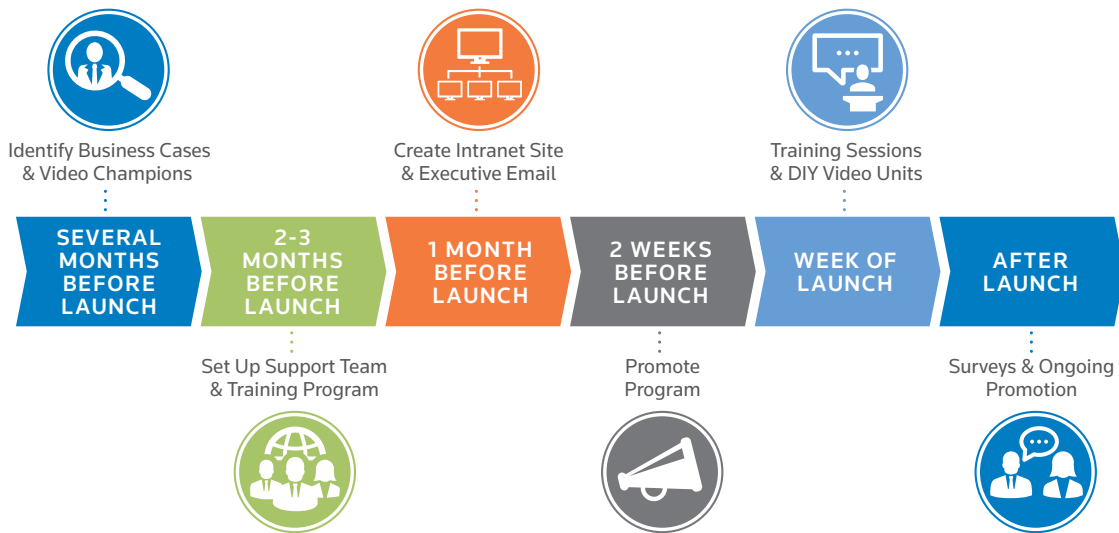 Identify Business Cases
& Video Champions
Create Intranet Site
& Executive Email
Training Sessions
& DIY Video Units
SEVERAL
MONTHS
BEFORE
LAUNCH
2-3
MONTHS
BEFORE
LAUNCH
1 MONTH
BEFORE
LAUNCH
2 WEEKS
BEFORE
LAUNCH
WEEK OF
LAUNCH
AFTER
LAUNCH
Set Up Support Team
& Training Program
Promote
Program
Surveys & Ongoing
Promotion